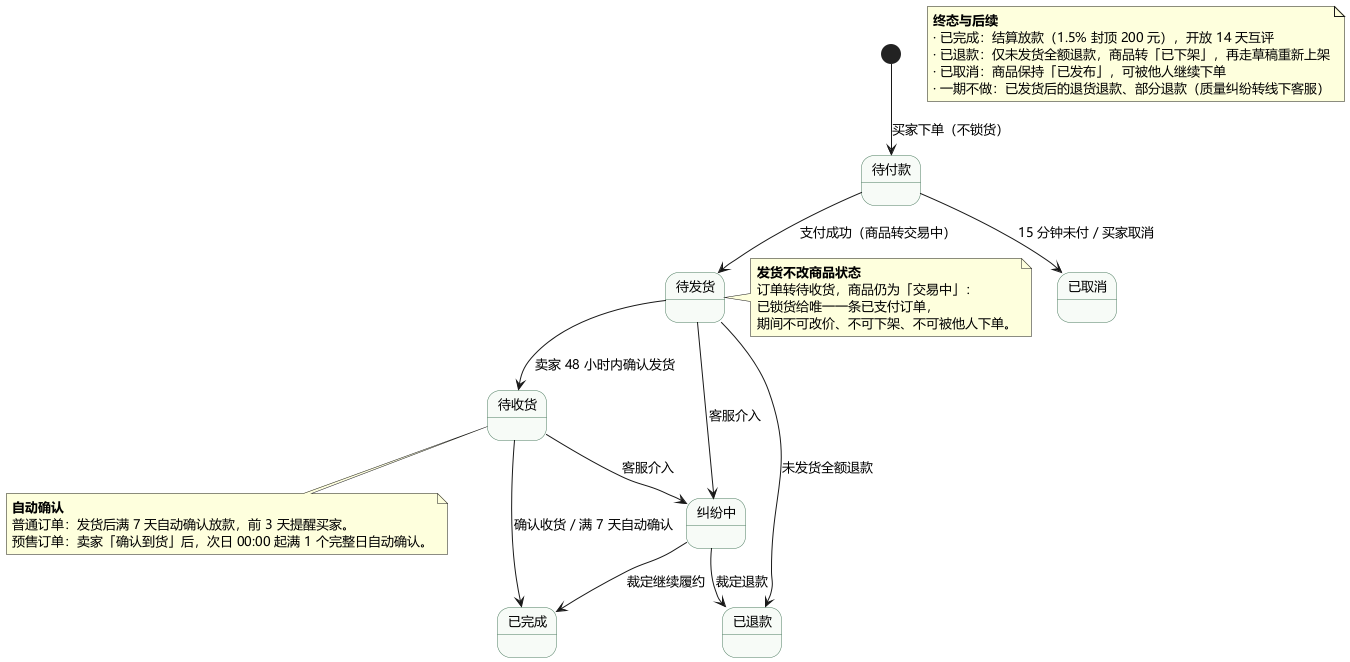 终态与后续
· 已完成：结算放款（1.5% 封顶 200 元），开放 14 天互评
· 已退款：仅未发货全额退款，商品转「已下架」，再走草稿重新上架
· 已取消：商品保持「已发布」，可被他人继续下单
· 一期不做：已发货后的退货退款、部分退款（质量纠纷转线下客服）
买家下单（不锁货）
待付款
支付成功（商品转交易中）
15 分钟未付 / 买家取消
待发货
发货不改商品状态
订单转待收货，商品仍为「交易中」：
已锁货给唯一一条已支付订单，
期间不可改价、不可下架、不可被他人下单。
已取消
卖家 48 小时内确认发货
待收货
客服介入
客服介入
未发货全额退款
自动确认
普通订单：发货后满 7 天自动确认放款，前 3 天提醒买家。
预售订单：卖家「确认到货」后，次日 00:00 起满 1 个完整日自动确认。
确认收货 / 满 7 天自动确认
纠纷中
裁定继续履约
裁定退款
已完成
已退款